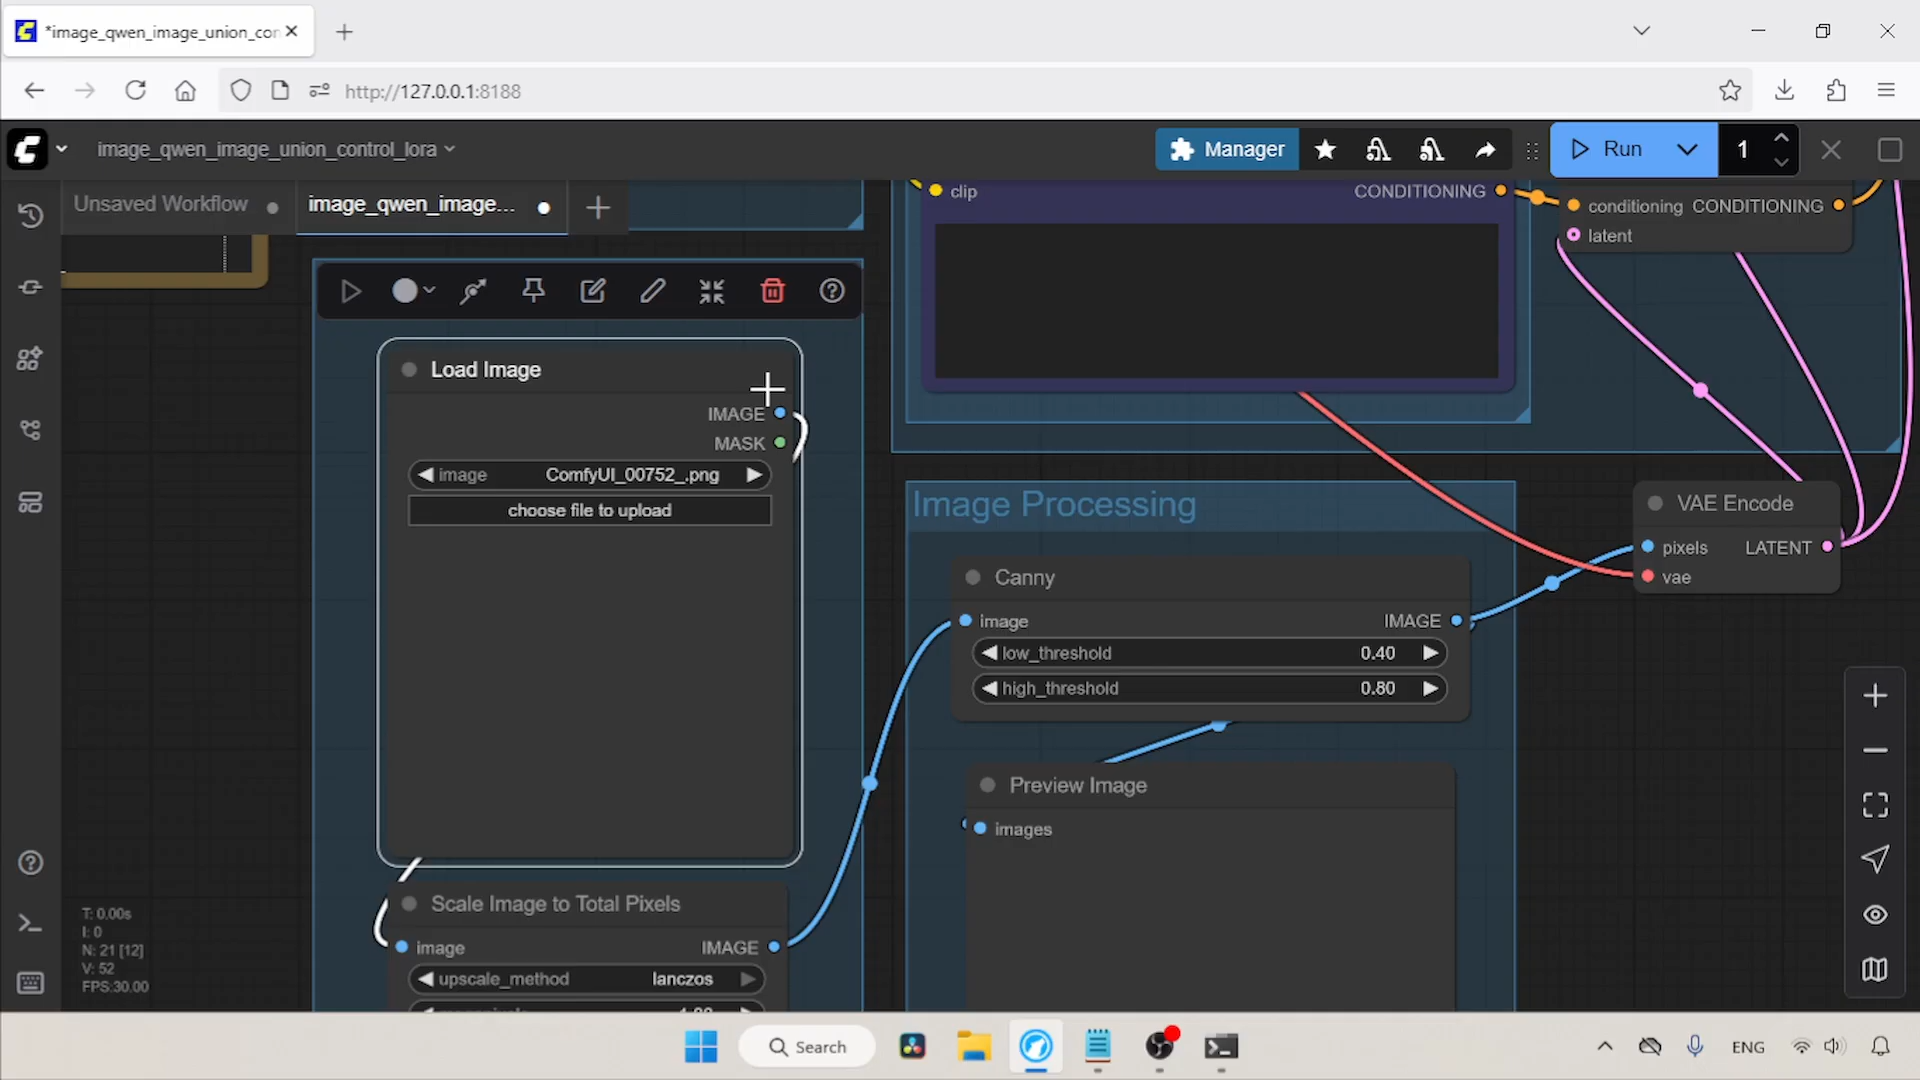 *image_qwen_image_union_cor
http://127.0.0.1:8188
image_qwen_image_union_control_lora
Manager
Run
1
Unsaved Workflow
image_qwen_image...
clip
CONDITIONING
conditioning
CONDITIONING
latent
Load Image
IMAGE
MASK
image
ComfyUI_00752_.png
choose file to upload
Image Processing
VAE Encode
pixels
LATENT
vae
Canny
image
IMAGE
low_threshold
0.40
high_threshold
0.80
Preview Image
images
Scale Image to Total Pixels
image
IMAGE
upscale_method
lanczos
T: 0.00s
I: 0
N: 21 [12]
V: 52
FPS:30.00
Search
ENG